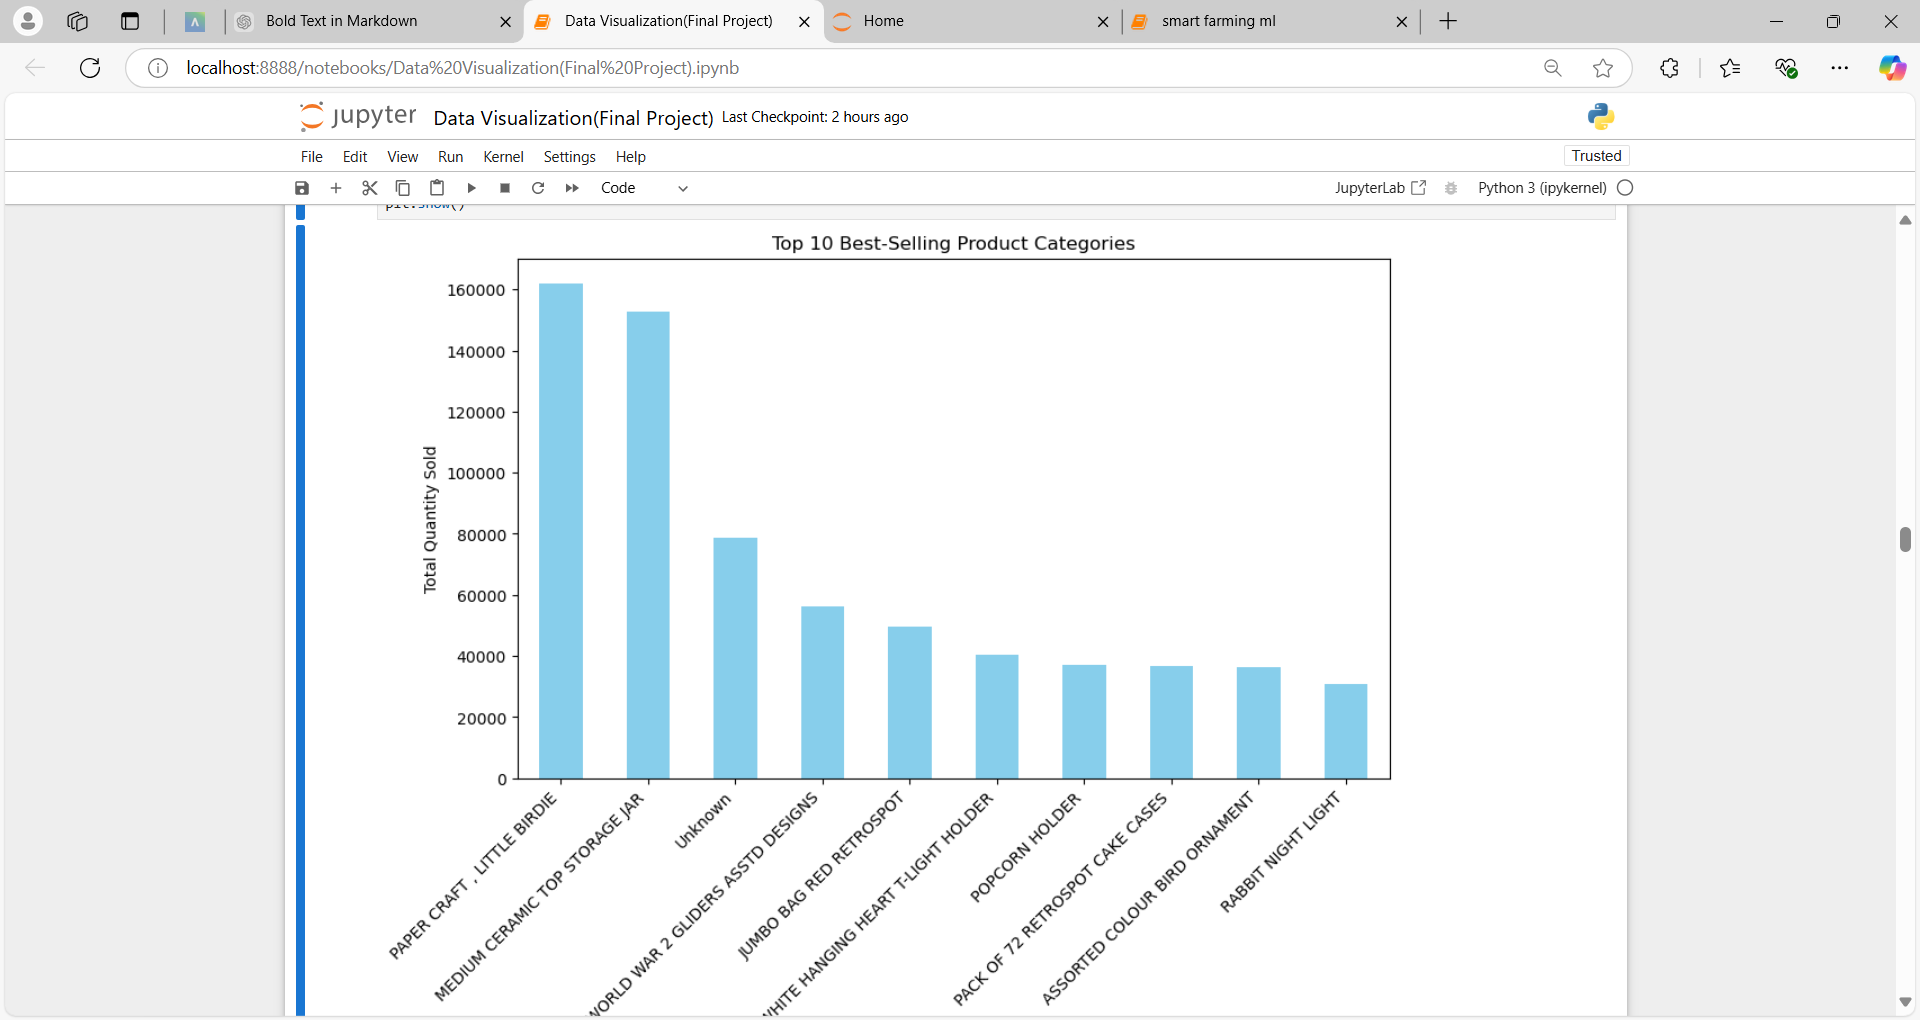 Bold Text in Markdown
Data Visualization(Final Project)
Home
smart farming ml
localhost:8888/notebooks/Data%20Visualization(Final%20Project).ipynb
jupyter Data Visualization(Final Project) Last Checkpoint: 2 hours ago
File Edit View Run Kernel Settings Help
Trusted
Code
JupyterLab
Python 3 (ipykernel)
plt.show()
Top 10 Best-Selling Product Categories
Total Quantity Sold
160000
140000
120000
100000
80000
60000
40000
20000
0
PAPER CRAFT , LITTLE BIRDIE
MEDIUM CERAMIC TOP STORAGE JAR
Unknown
WORLD WAR 2 GLIDERS ASSTD DESIGNS
JUMBO BAG RED RETROSPOT
WHITE HANGING HEART T-LIGHT HOLDER
POPCORN HOLDER
PACK OF 72 RETROSPOT CAKE CASES
ASSORTED COLOUR BIRD ORNAMENT
RABBIT NIGHT LIGHT